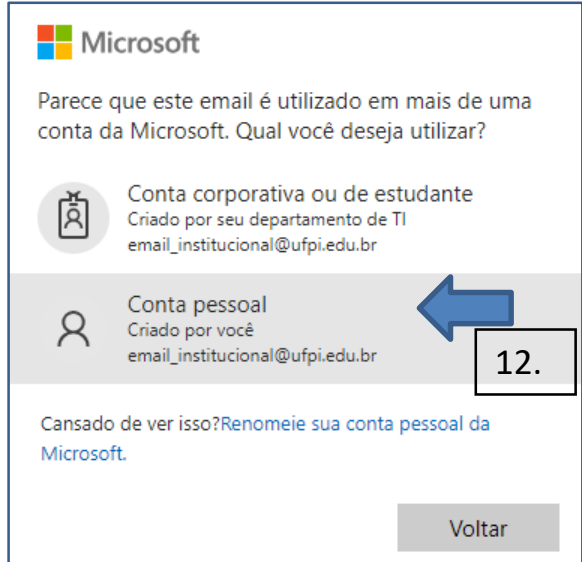 Microsoft
Parece que este email é utilizado em mais de uma
conta da Microsoft. Qual você deseja utilizar?
Conta corporativa ou de estudante
Criado por seu departamento de TI
email_institucional@ufpi.edu.br
Conta pessoal
Criado por você
email_institucional@ufpi.edu.br
12.
Cansado de ver isso?Renomeie sua conta pessoal da
Microsoft.
Voltar